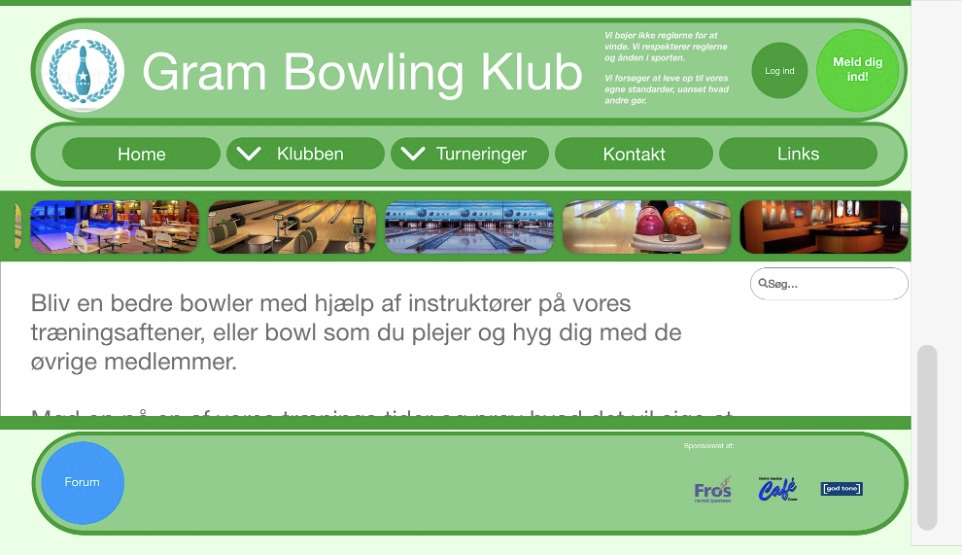 Gram Bowling Klub
Vi bøjer ikke reglerne for at
vinde. Vi respekterer reglerne
og ånden i sporten.
Vi forsøger at leve op til vores
egne standarder, uanset hvad
andre gør.
Log ind
Meld dig
ind!
Home
Klubben
Turneringer
Kontakt
Links
Søg...
Bliv en bedre bowler med hjælp af instruktører på vores
træningsaftener, eller bowl som du plejer og hyg dig med de
øvrige medlemmer.
Forum
Sponsoreret af:
Frøs
Café
[god tone]